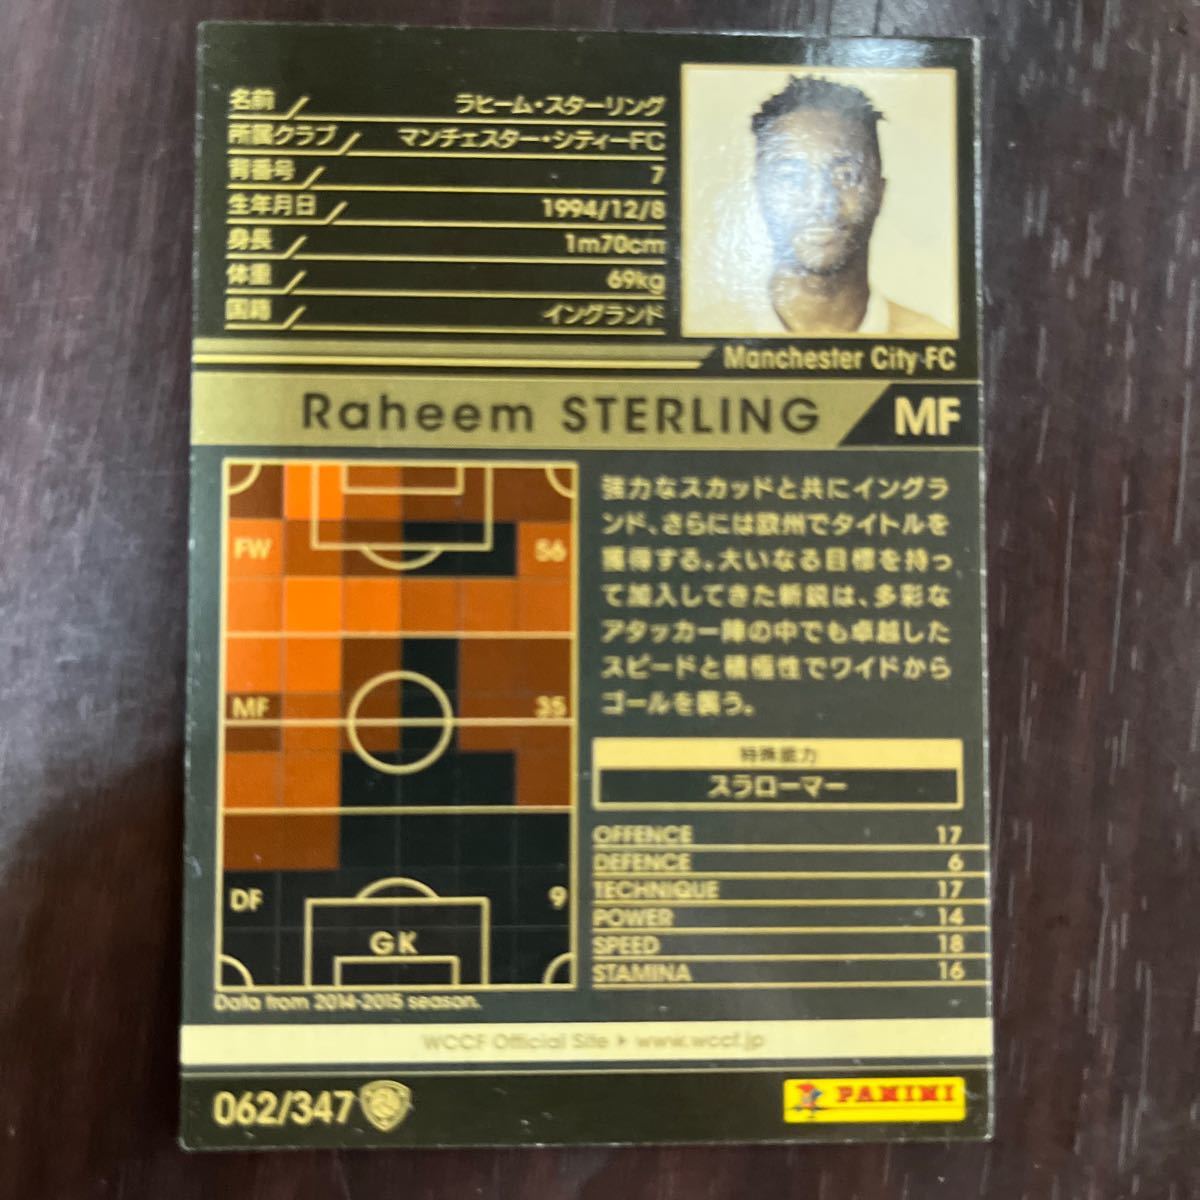 名前 ラヒーム・スターリング
所属クラブ マンチェスター・シティーFC
背番号 7
生年月日 1994/12/8
身長 1m70cm
体重 69kg
国籍 イングランド
Manchester City FC
Raheem STERLING MF
FW 56
MF 35
DF 9
GK
Data from 2014-2015 season.
強力なスカッドと共にイングラ
ンド、さらには欧州でタイトルを
獲得する。大いなる目標を持っ
て加入してきた新鋭は、多彩な
アタッカー陣の中でも卓越した
スピードと積極性でワイドから
ゴールを襲う。
特殊能力
スラローマー
OFFENCE 17
DEFENCE 6
TECHNIQUE 17
POWER 14
SPEED 18
STAMINA 16
WCCF Official Site ▶ www.wccf.jp
062/347
PANINI